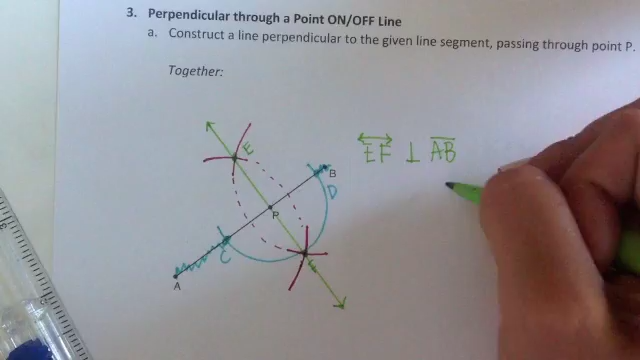 3. Perpendicular through a Point ON/OFF Line
a. Construct a line perpendicular to the given line segment, passing through point P.
Together:
E
EF ⊥ AB
B
D
P
C
F
A